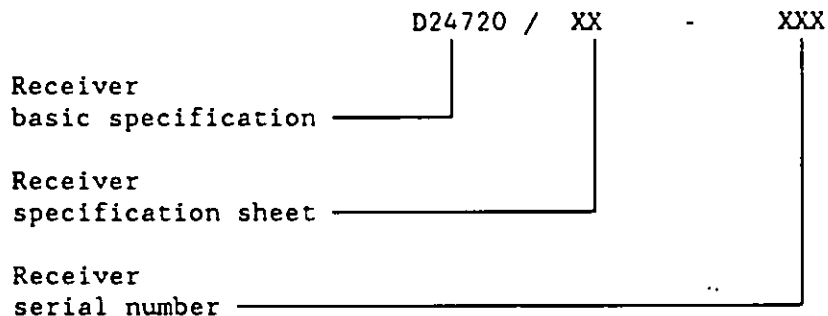 D24720 / XX - XXX
Receiver
basic specification
Receiver
specification sheet
Receiver
serial number